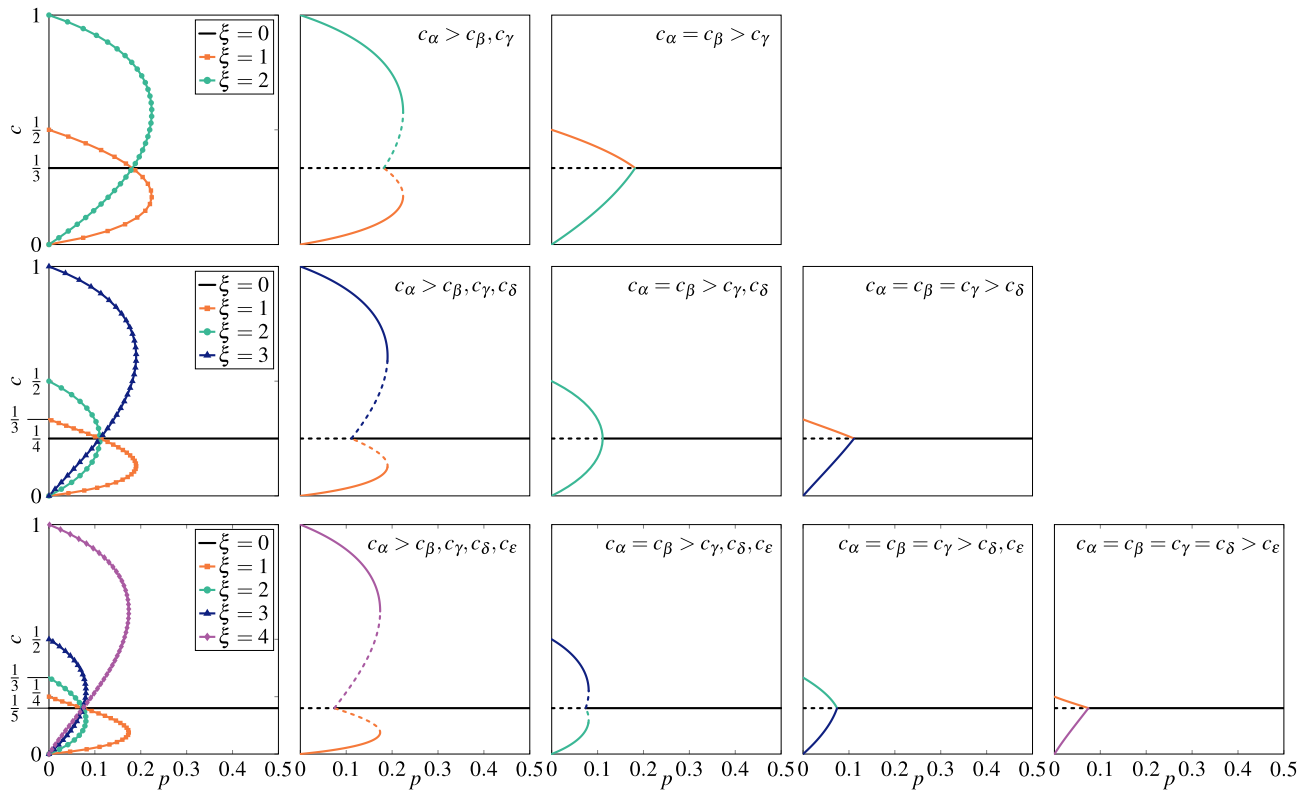 1
ξ = 0
ξ = 1
ξ = 2
c_α > c_β, c_γ
c_α = c_β > c_γ
c
1/2
1/3
0
1
ξ = 0
ξ = 1
ξ = 2
ξ = 3
c_α > c_β, c_γ, c_δ
c_α = c_β > c_γ, c_δ
c_α = c_β = c_γ > c_δ
c
1/2
1/3
1/4
0
1
ξ = 0
ξ = 1
ξ = 2
ξ = 3
ξ = 4
c_α > c_β, c_γ, c_δ, c_ε
c_α = c_β > c_γ, c_δ, c_ε
c_α = c_β = c_γ > c_δ, c_ε
c_α = c_β = c_γ = c_δ > c_ε
c
1/2
1/3
1/4
1/5
0
0 0.1 0.2 0.3 0.4 0.5 0 0.1 0.2 0.3 0.4 0.5 0 0.1 0.2 0.3 0.4 0.5 0 0.1 0.2 0.3 0.4 0.5 0 0.1 0.2 0.3 0.4 0.5
p p p p p